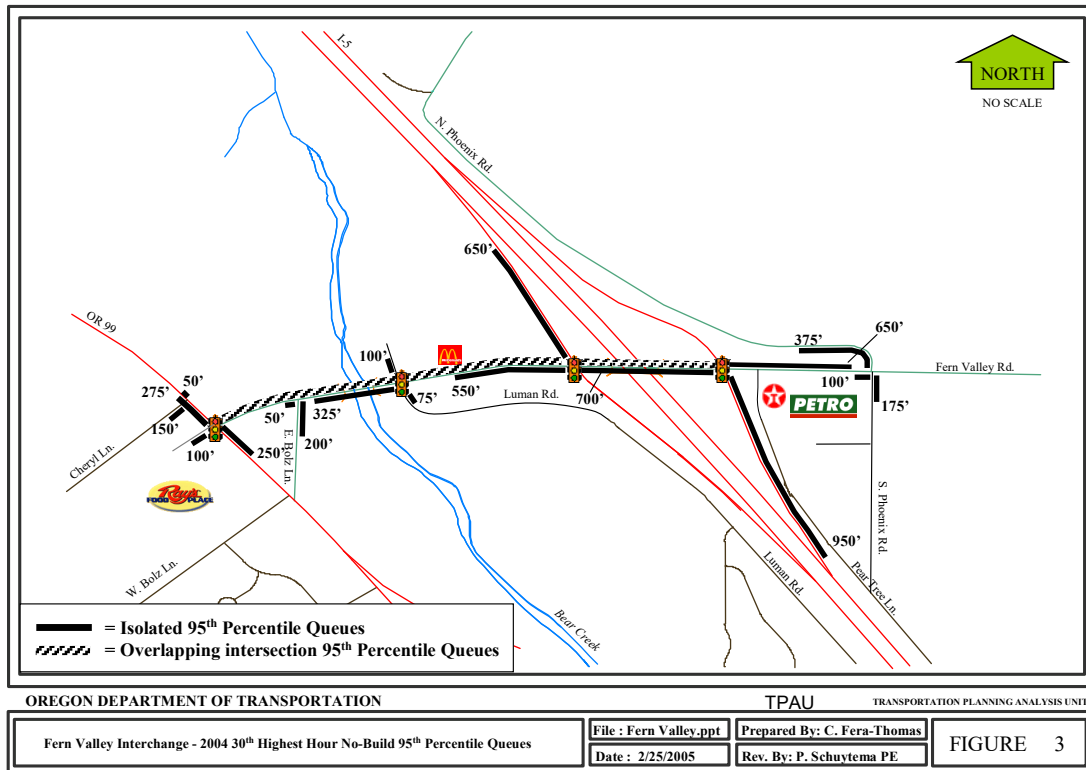 I-5
NORTH
NO SCALE
N. Phoenix Rd.
650'
OR 99
375'
650'
100'
Fern Valley Rd.
50'
275'
75'
550'
Luman Rd.
700'
100'
PETRO
175'
150'
50'
325'
Cheryl Ln.
100'
E. Bolz Ln.
200'
250'
Ray's
FOOD PLACE
S. Phoenix Rd.
950'
W. Bolz Ln.
Luman Rd.
Pear Tree Ln.
Bear Creek
= Isolated 95th Percentile Queues
= Overlapping intersection 95th Percentile Queues
OREGON DEPARTMENT OF TRANSPORTATION
TPAU
TRANSPORTATION PLANNING ANALYSIS UNIT
Fern Valley Interchange - 2004 30th Highest Hour No-Build 95th Percentile Queues
File : Fern Valley.ppt
Prepared By: C. Fera-Thomas
Date : 2/25/2005
Rev. By: P. Schuytema PE
FIGURE 3